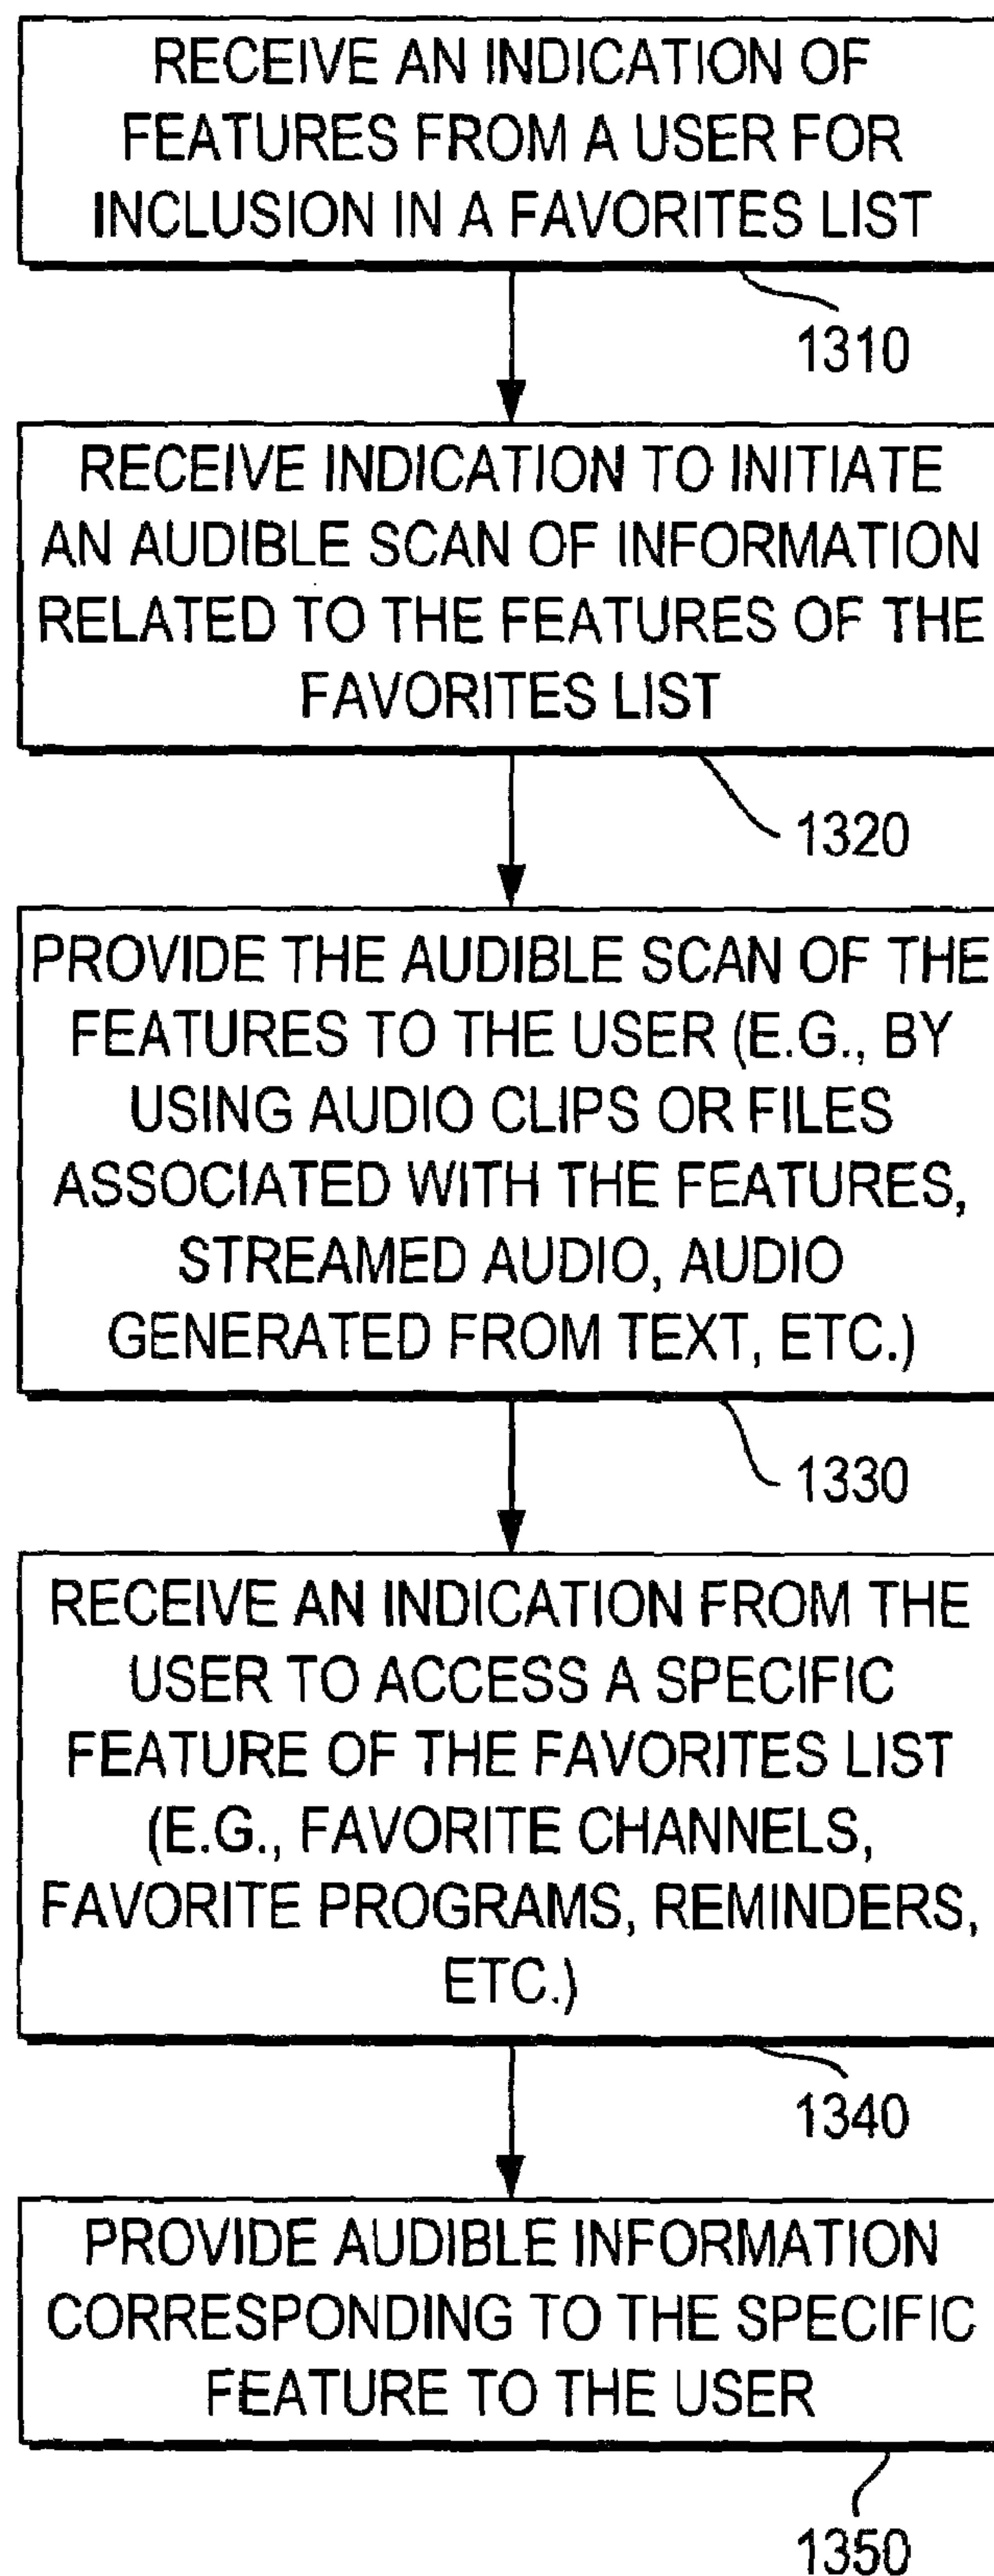 RECEIVE AN INDICATION OF
FEATURES FROM A USER FOR
INCLUSION IN A FAVORITES LIST
1310
RECEIVE INDICATION TO INITIATE
AN AUDIBLE SCAN OF INFORMATION
RELATED TO THE FEATURES OF THE
FAVORITES LIST
1320
PROVIDE THE AUDIBLE SCAN OF THE
FEATURES TO THE USER (E.G., BY
USING AUDIO CLIPS OR FILES
ASSOCIATED WITH THE FEATURES,
STREAMED AUDIO, AUDIO
GENERATED FROM TEXT, ETC.)
1330
RECEIVE AN INDICATION FROM THE
USER TO ACCESS A SPECIFIC
FEATURE OF THE FAVORITES LIST
(E.G., FAVORITE CHANNELS,
FAVORITE PROGRAMS, REMINDERS,
ETC.)
1340
PROVIDE AUDIBLE INFORMATION
CORRESPONDING TO THE SPECIFIC
FEATURE TO THE USER
1350